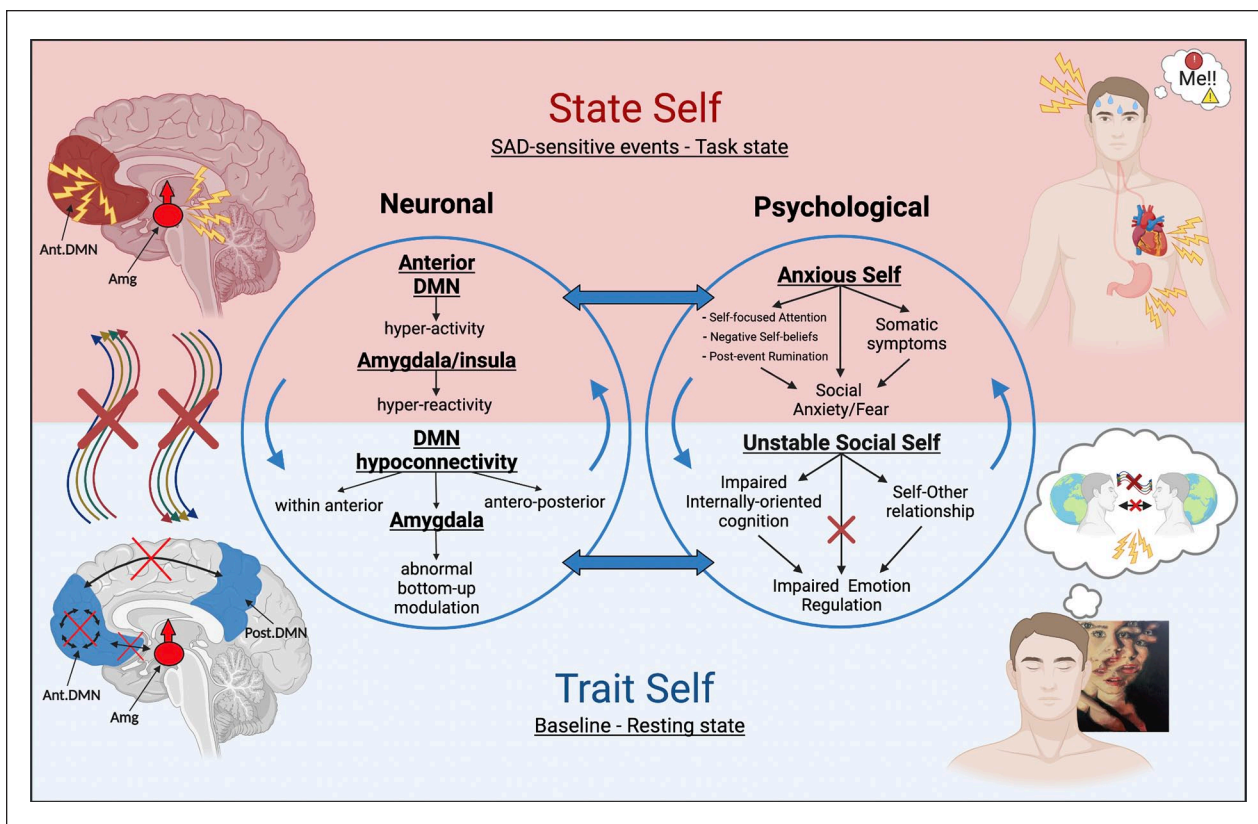 State Self
SAD-sensitive events - Task state
Me!!
Ant.DMN
Amg
Neuronal
Anterior
DMN
hyper-activity
Amygdala/insula
hyper-reactivity
DMN
hypoconnectivity
within anterior
antero-posterior
Amygdala
abnormal
bottom-up
modulation
Psychological
Anxious Self
- Self-focused Attention
- Negative Self-beliefs
- Post-event Rumination
Somatic
symptoms
Social
Anxiety/Fear
Unstable Social Self
Impaired
Internally-oriented
cognition
Self-Other
relationship
Impaired Emotion
Regulation
Post.DMN
Ant.DMN
Amg
Trait Self
Baseline - Resting state